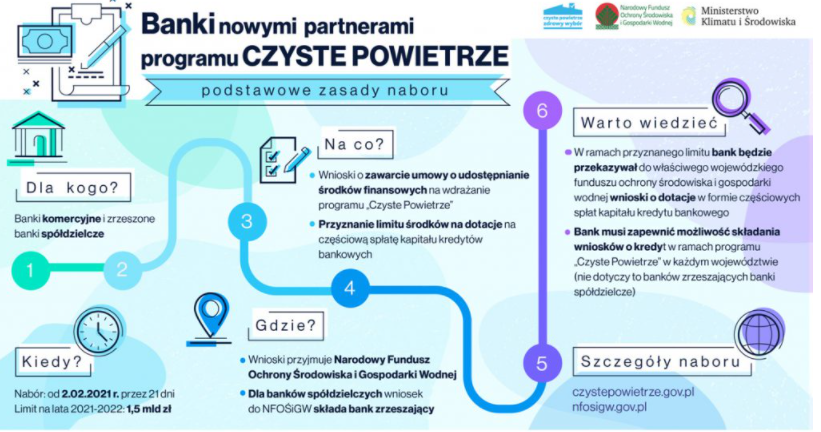 Banki nowymi partnerami
programu CZYSTE POWIETRZE
podstawowe zasady naboru
czyste powietrze
zdrowy wybór
Narodowy Fundusz
Ochrony Środowiska
i Gospodarki Wodnej
Ministerstwo
Klimatu i Środowiska
Dla kogo?
Banki komercyjne i zrzeszone
banki spółdzielcze
1
2
Kiedy?
Nabór: od 2.02.2021 r. przez 21 dni
Limit na lata 2021-2022: 1,5 mld zł
Na co?
Wnioski o zawarcie umowy o udostępnianie
środków finansowych na wdrażanie
programu „Czyste Powietrze”
Przyznanie limitu środków na dotacje na
częściową spłatę kapitału kredytów
bankowych
3
4
Gdzie?
Wnioski przyjmuje Narodowy Fundusz
Ochrony Środowiska i Gospodarki Wodnej
Dla banków spółdzielczych wniosek
do NFOŚiGW składa bank zrzeszający
5
Szczegóły naboru
czystepowietrze.gov.pl
nfosigw.gov.pl
6
Warto wiedzieć
W ramach przyznanego limitu bank będzie
przekazywał do właściwego wojewódzkiego
funduszu ochrony środowiska i gospodarki
wodnej wnioski o dotacje w formie częściowych
spłat kapitału kredytu bankowego
Bank musi zapewnić możliwość składania
wniosków o kredyt w ramach programu
„Czyste Powietrze” w każdym województwie
(nie dotyczy to banków zrzeszających banki
spółdzielcze)